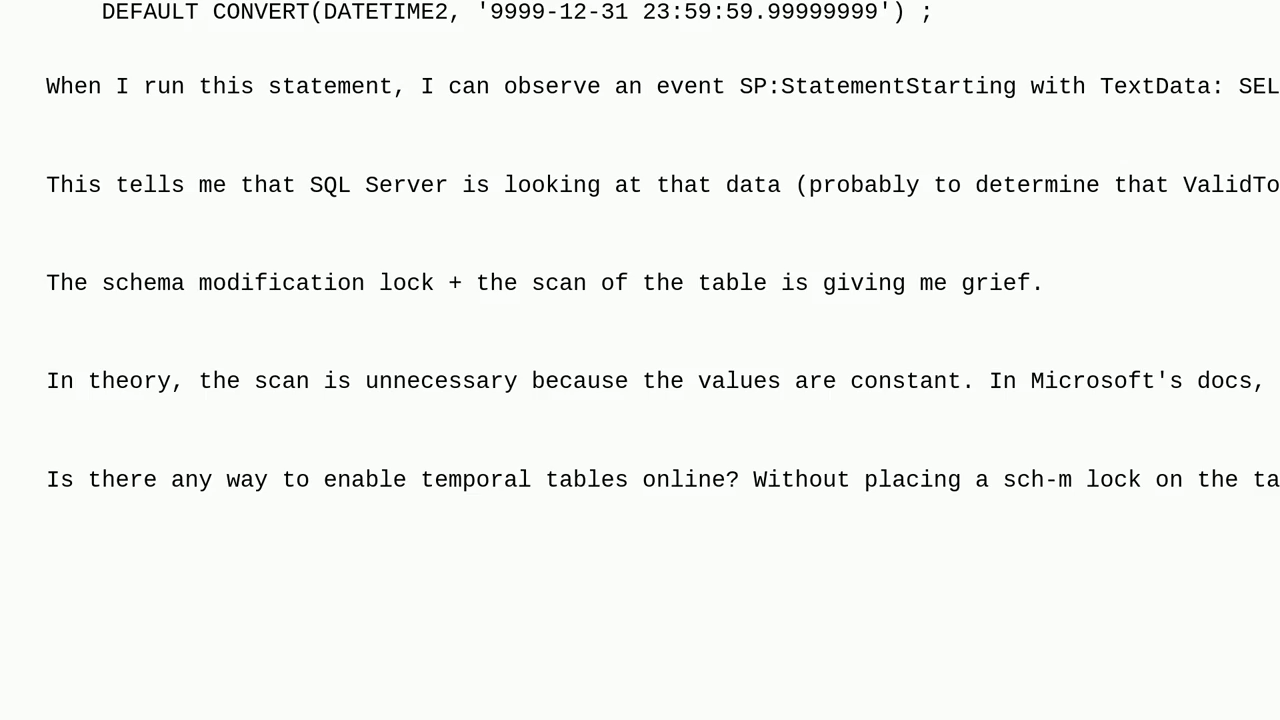 DEFAULT CONVERT(DATETIME2, '9999-12-31 23:59:59.99999999') ;
When I run this statement, I can observe an event SP:StatementStarting with TextData: SEL
This tells me that SQL Server is looking at that data (probably to determine that ValidTo
The schema modification lock + the scan of the table is giving me grief.
In theory, the scan is unnecessary because the values are constant. In Microsoft's docs,
Is there any way to enable temporal tables online? Without placing a sch-m lock on the ta